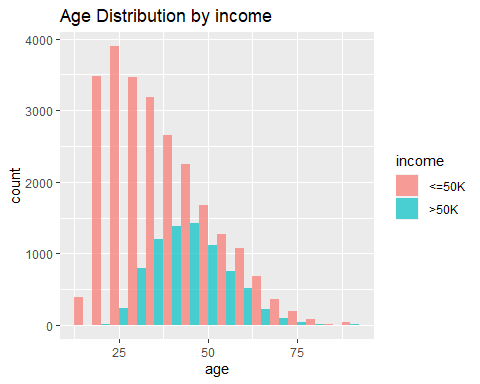 Age Distribution by income
4000
3000
2000
1000
0
count
25 50 75
age
income
<=50K
>50K